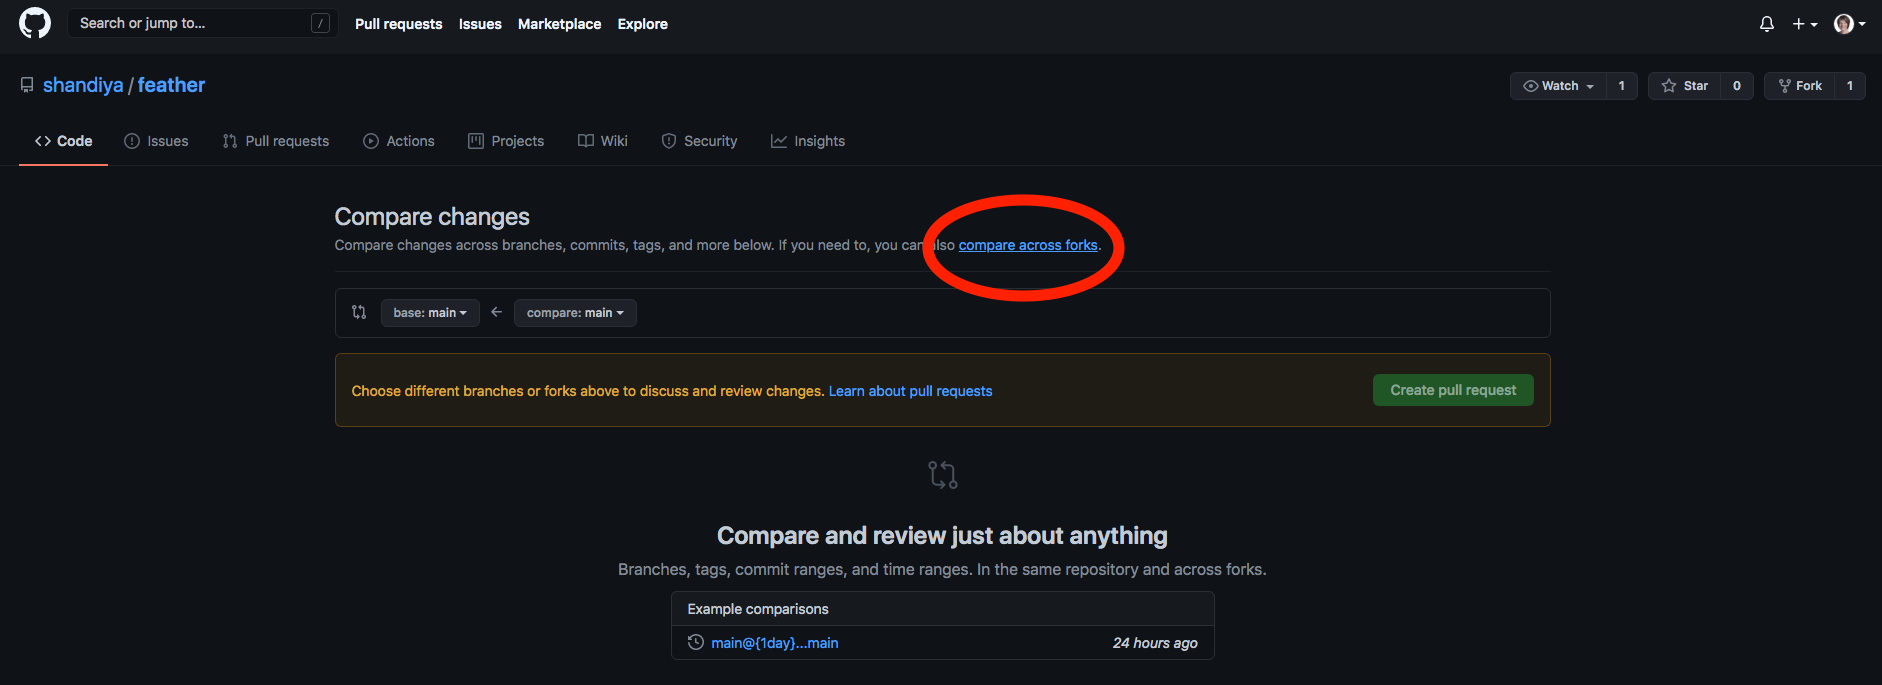 Search or jump to... /
Pull requests Issues Marketplace Explore
shandiya / feather
Watch 1 Star 0 Fork 1
Code Issues Pull requests Actions Projects Wiki Security Insights
Compare changes
Compare changes across branches, commits, tags, and more below. If you need to, you can also compare across forks.
base: main compare: main
Choose different branches or forks above to discuss and review changes. Learn about pull requests
Create pull request
Compare and review just about anything
Branches, tags, commit ranges, and time ranges. In the same repository and across forks.
Example comparisons
main@{1day}...main 24 hours ago